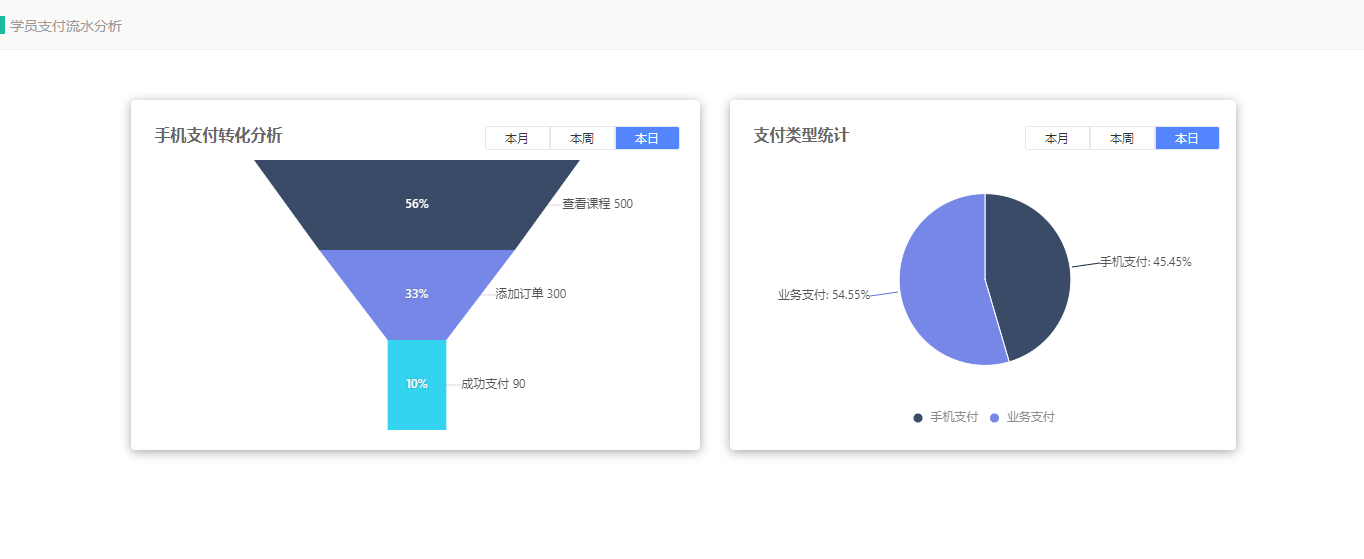 学员支付流水分析
手机支付转化分析
本月 本周 本日
56%
查看课程 500
33%
添加订单 300
10%
成功支付 90
支付类型统计
本月 本周 本日
手机支付: 45.45%
业务支付: 54.55%
手机支付 业务支付